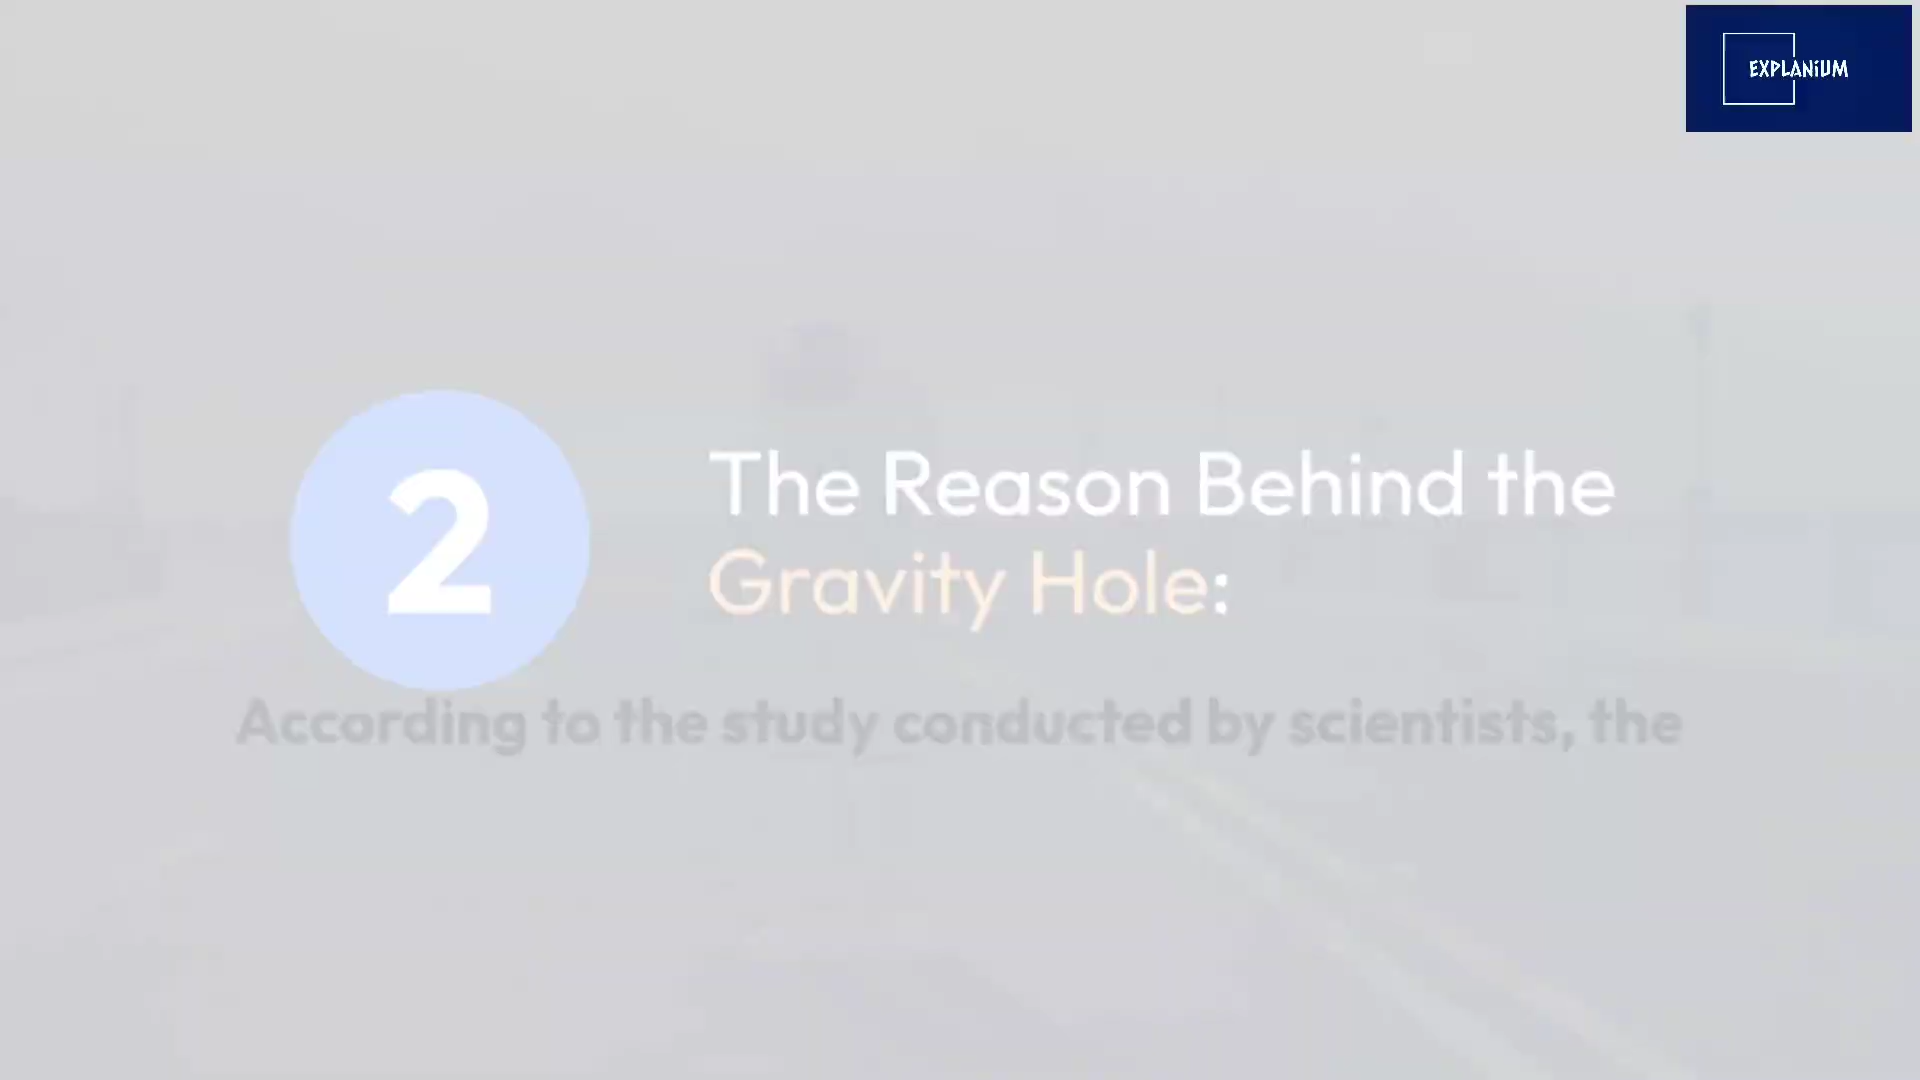 EXPLANiUM
2
The Reason Behind the
Gravity Hole:
According to the study conducted by scientists, the